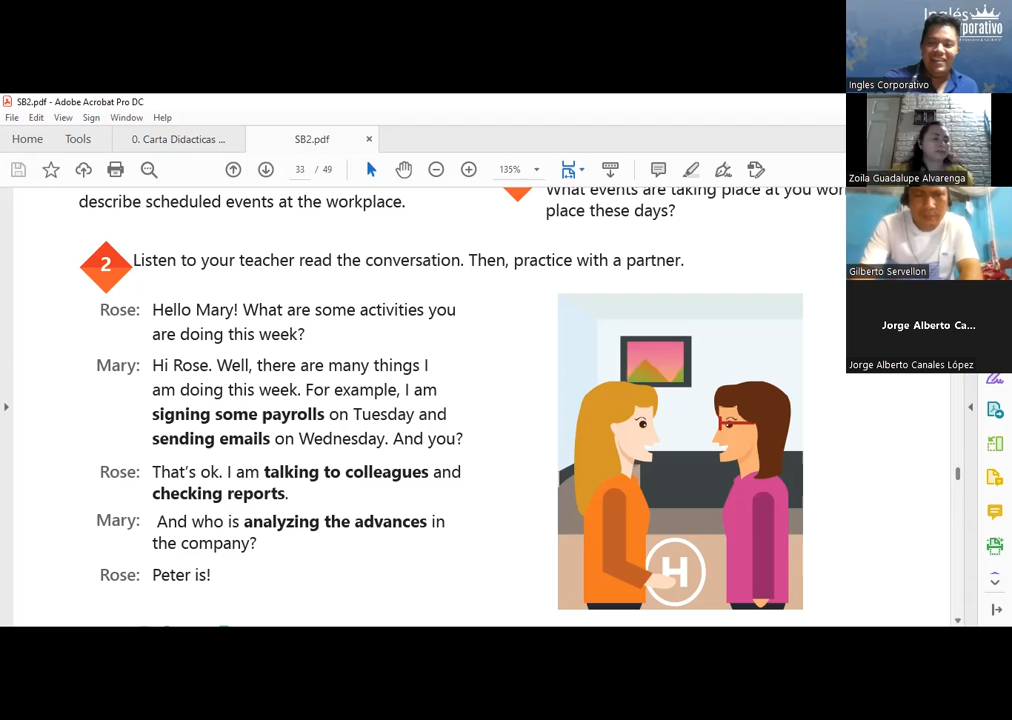 Inglés
orporativo
Ingles Corporativo
Zoila Guadalupe Alvarenga
Gilberto Servellon
Jorge Alberto Ca...
Jorge Alberto Canales López
SB2.pdf - Adobe Acrobat Pro DC
File Edit View Sign Window Help
Home Tools 0. Carta Didacticas ... SB2.pdf ×
33 / 49 135%
describe scheduled events at the workplace.
What events are taking place at you wor
place these days?
2 Listen to your teacher read the conversation. Then, practice with a partner.
Rose: Hello Mary! What are some activities you
are doing this week?
Mary: Hi Rose. Well, there are many things I
am doing this week. For example, I am
signing some payrolls on Tuesday and
sending emails on Wednesday. And you?
Rose: That's ok. I am talking to colleagues and
checking reports.
Mary: And who is analyzing the advances in
the company?
Rose: Peter is!
H